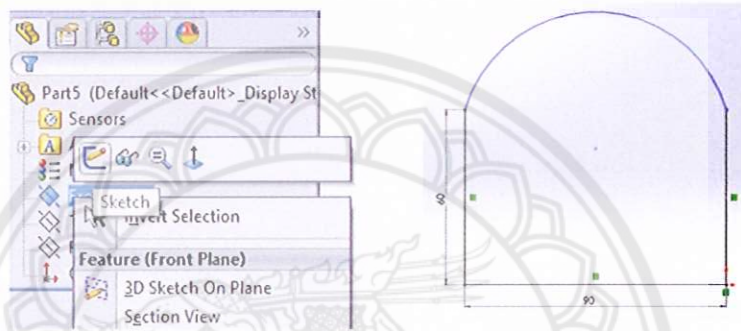 Part5 (Default<<Default>_Display St
Sensors
A
Sketch
Invert Selection
Feature (Front Plane)
3D Sketch On Plane
Section View
60
90